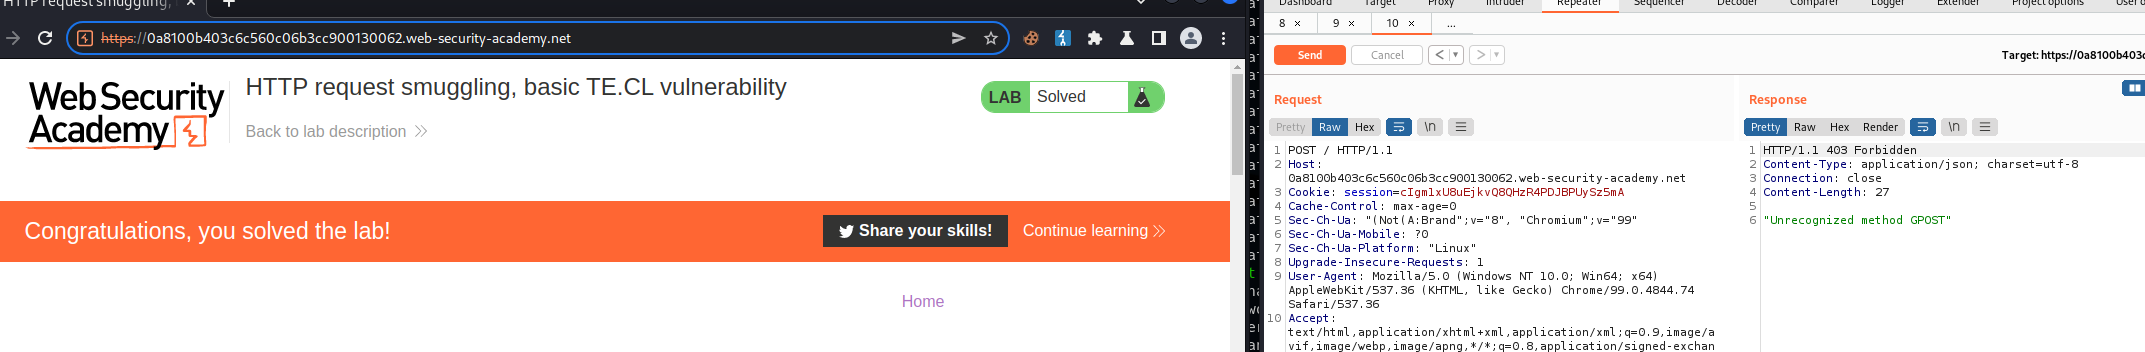 HTTP request smuggling,
https://0a8100b403c6c560c06b3cc900130062.web-security-academy.net
WebSecurity
Academy
HTTP request smuggling, basic TE.CL vulnerability
Back to lab description
LAB Solved
Congratulations, you solved the lab!
Share your skills!
Continue learning
Home
Dashboard Target Proxy Intruder Repeater Sequencer Decoder Comparer Logger Extender Project options User o
8 × 9 × 10 × ...
Send Cancel < >
Target: https://0a8100b403c
Request
Pretty Raw Hex \n
1 POST / HTTP/1.1
2 Host:
0a8100b403c6c560c06b3cc900130062.web-security-academy.net
3 Cookie: session=cIgm1xU8uEjkvQ8QHzR4PDJBPUySz5mA
4 Cache-Control: max-age=0
5 Sec-Ch-Ua: "(Not(A:Brand";v="8", "Chromium";v="99"
6 Sec-Ch-Ua-Mobile: ?0
7 Sec-Ch-Ua-Platform: "Linux"
8 Upgrade-Insecure-Requests: 1
9 User-Agent: Mozilla/5.0 (Windows NT 10.0; Win64; x64)
AppleWebKit/537.36 (KHTML, like Gecko) Chrome/99.0.4844.74
Safari/537.36
10 Accept:
text/html,application/xhtml+xml,application/xml;q=0.9,image/a
vif,image/webp,image/apng,*/*;q=0.8,application/signed-exchan
Response
Pretty Raw Hex Render \n
1 HTTP/1.1 403 Forbidden
2 Content-Type: application/json; charset=utf-8
3 Connection: close
4 Content-Length: 27
5
6 "Unrecognized method GPOST"